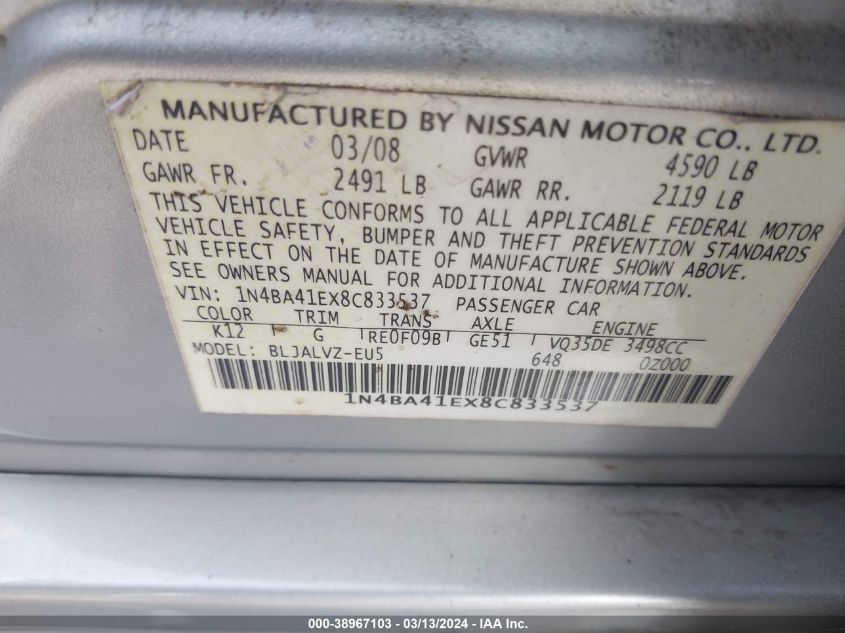 MANUFACTURED BY NISSAN MOTOR CO., LTD.
DATE 03/08 GVWR 4590 LB
GAWR FR. 2491 LB GAWR RR. 2119 LB
THIS VEHICLE CONFORMS TO ALL APPLICABLE FEDERAL MOTOR
VEHICLE SAFETY, BUMPER AND THEFT PREVENTION STANDARDS
IN EFFECT ON THE DATE OF MANUFACTURE SHOWN ABOVE.
SEE OWNERS MANUAL FOR ADDITIONAL INFORMATION.
VIN: 1N4BA41EX8C833537 PASSENGER CAR
COLOR TRIM TRANS AXLE ENGINE
K12 G RE0F09B GE51 VQ35DE 3498CC
MODEL: BLJALVZ-EU5 648 0Z000
1N4BA41EX8C833537
000-38967103 - 03/13/2024 - IAA Inc.